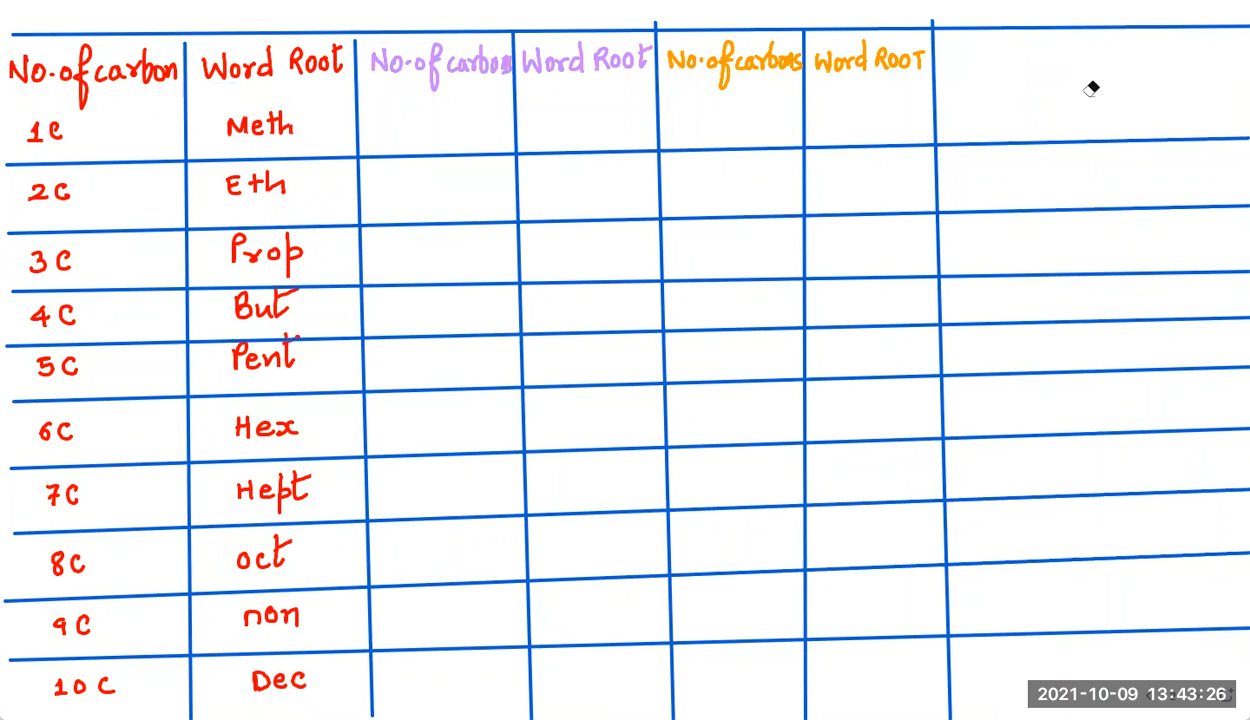 No. of carbon Word Root No. of carbons Word Root No. of carbons Word ROOT
1C Meth
2C Eth
3C Prop
4C But
5C Pent
6C Hex
7C Hept
8C oct
9C non
10C Dec
2021-10-09 13:43:26